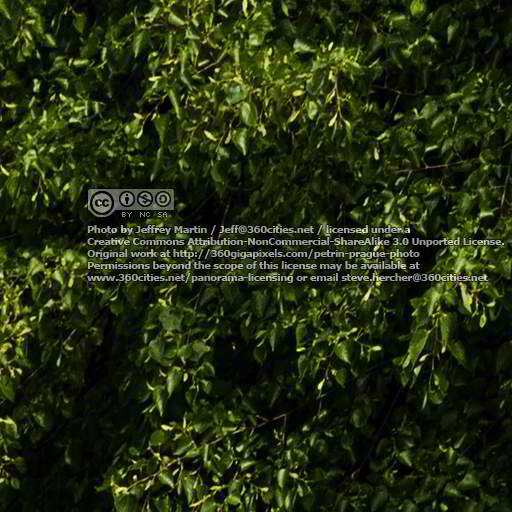 cc BY NC SA
Photo by Jeffrey Martin / Jeff@360cities.net / licensed under a
Creative Commons Attribution-NonCommercial-ShareAlike 3.0 Unported License.
Original work at http://360gigapixels.com/petrin-prague-photo
Permissions beyond the scope of this license may be available at
www.360cities.net/panorama-licensing or email steve.hercher@360cities.net